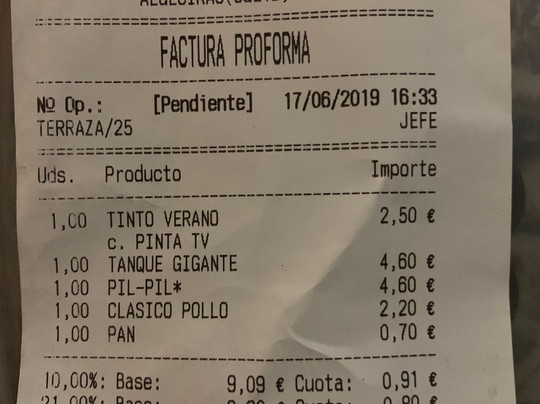 FACTURA PROFORMA
Nº Op.: [Pendiente] 17/06/2019 16:33
TERRAZA/25 JEFE
Uds. Producto Importe
1,00 TINTO VERANO 2,50 €
c. PINTA TV
1,00 TANQUE GIGANTE 4,60 €
1,00 PIL-PIL* 4,60 €
1,00 CLASICO POLLO 2,20 €
1,00 PAN 0,70 €
10,00%: Base: 9,09 € Cuota: 0,91 €